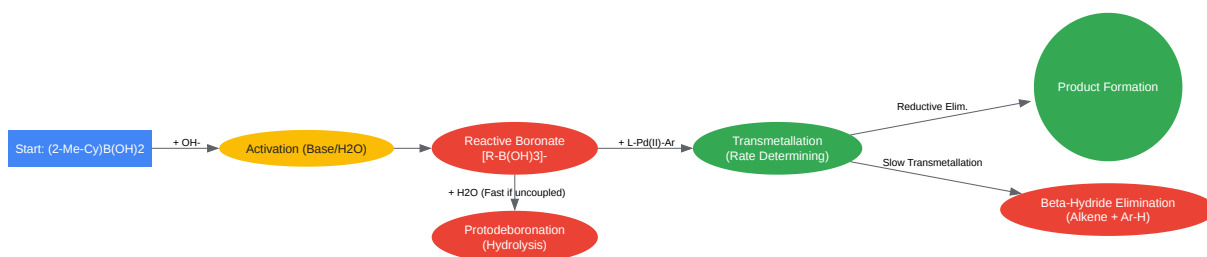 Start: (2-Me-Cy)B(OH)2
+ OH-
Activation (Base/H2O)
Reactive Boronate
[R-B(OH)3]-
+ H2O (Fast if uncoupled)
Protodeboronation
(Hydrolysis)
+ L-Pd(II)-Ar
Transmetallation
(Rate Determining)
Reductive Elim.
Product Formation
Slow Transmetallation
Beta-Hydride Elimination
(Alkene + Ar-H)